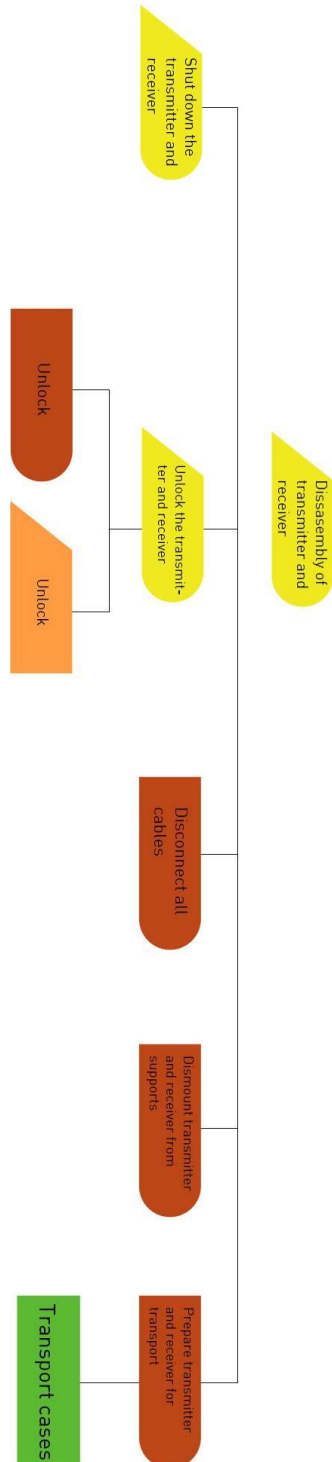 Dissasembly of
transmitter and
receiver
Shut down the
transmitter and
receiver
Unlock the transmit-
ter and receiver
Disconnect all
cables
Dismount transmitter
and receiver from
supports
Prepare transmitter
and receiver for
transport
Unlock
Unlock
Transport cases